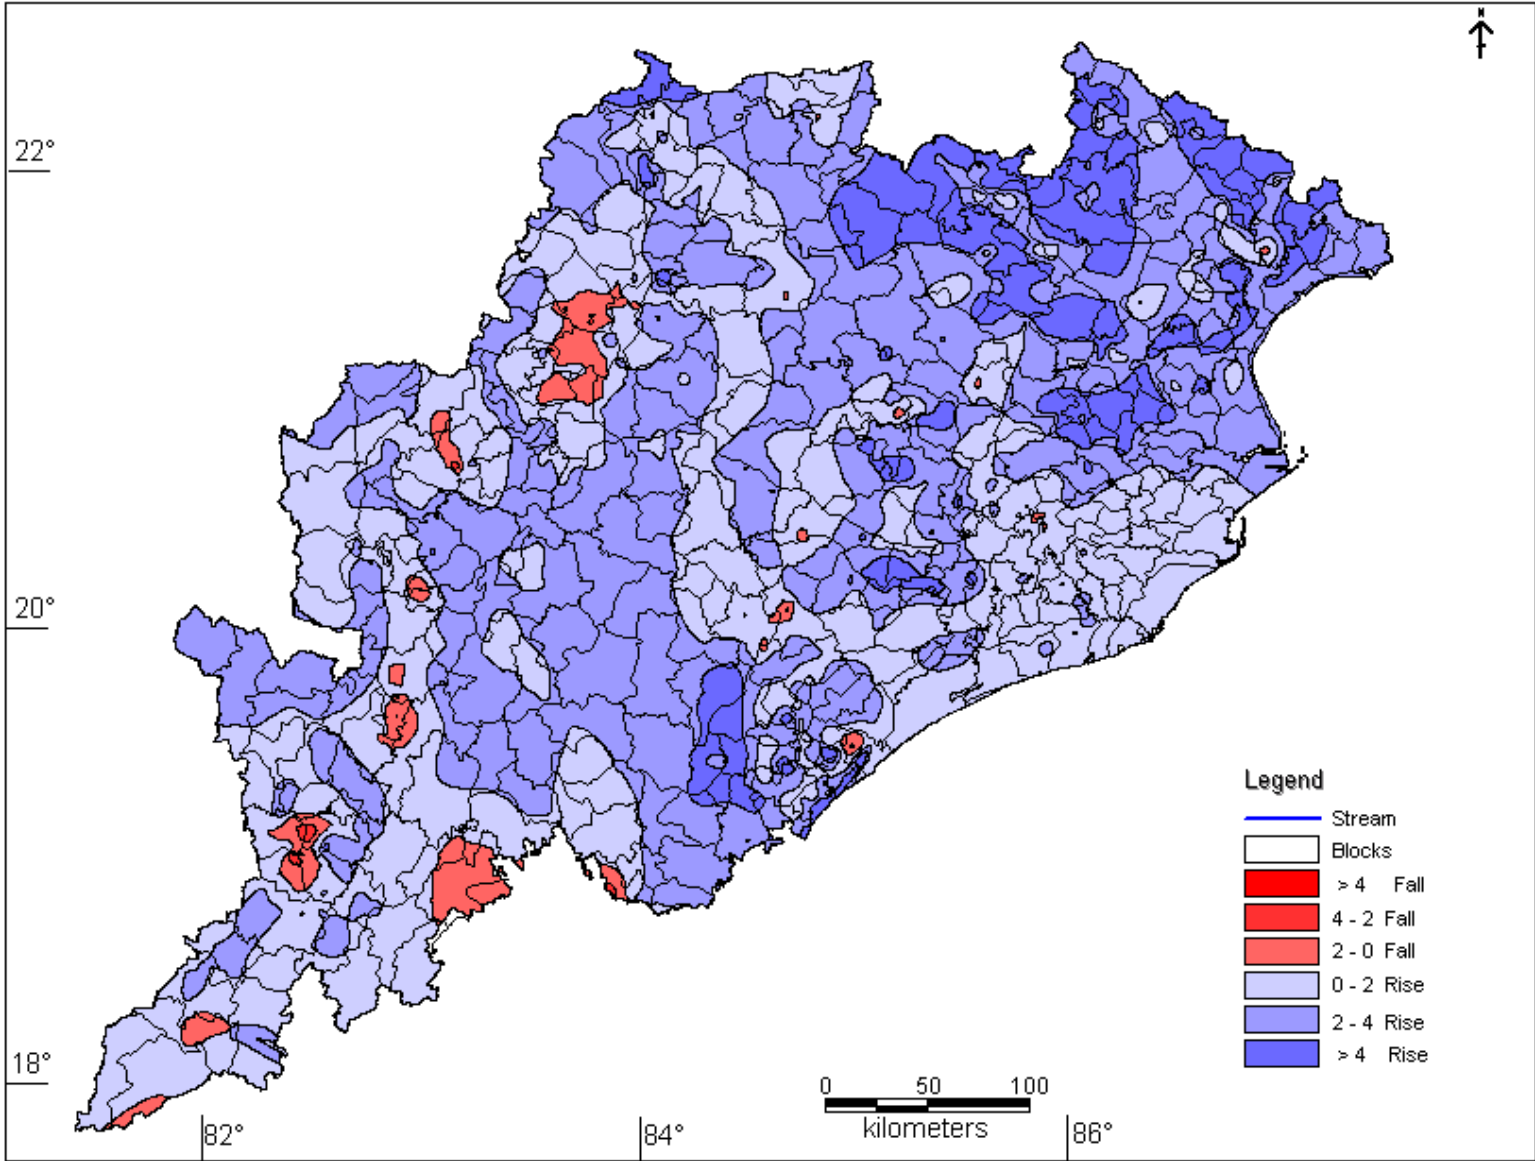 N
22°
20°
18°
82°
84°
86°
0 50 100
kilometers
Legend
Stream
Blocks
> 4 Fall
4 - 2 Fall
2 - 0 Fall
0 - 2 Rise
2 - 4 Rise
> 4 Rise